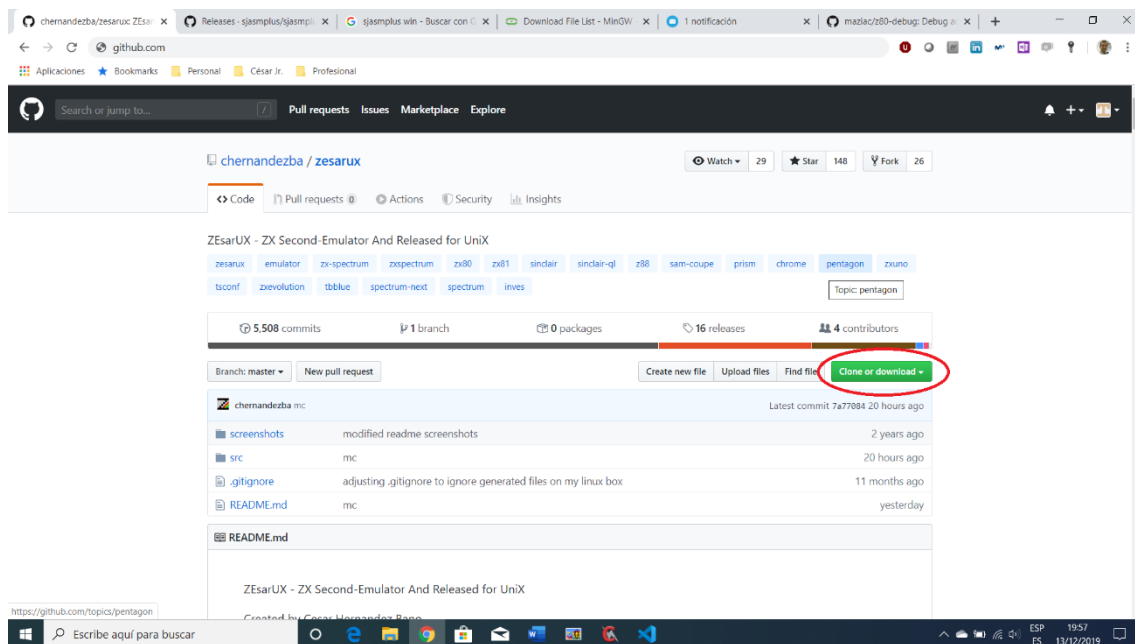 chernandezba/zesarux: ZEsar
Releases · sjasmplus/sjasmpl
sjasmplus win - Buscar con G
Download File List - MinGW
1 notificación
maziac/z80-debug: Debug a
github.com
Aplicaciones Bookmarks Personal César Jr. Profesional
Search or jump to... / Pull requests Issues Marketplace Explore
chernandezba / zesarux Watch 29 Star 148 Fork 26
Code Pull requests 0 Actions Security Insights
ZEsarUX - ZX Second-Emulator And Released for UniX
zesarux emulator zx-spectrum zxspectrum zx80 zx81 sinclair sinclair-ql z88 sam-coupe prism chrome pentagon zxuno
tsconf zxevolution tbblue spectrum-next spectrum inves
Topic: pentagon
5,508 commits 1 branch 0 packages 16 releases 4 contributors
Branch: master New pull request Create new file Upload files Find file Clone or download
chernandezba mc Latest commit 7a77084 20 hours ago
screenshots modified readme screenshots 2 years ago
src mc 20 hours ago
.gitignore adjusting .gitignore to ignore generated files on my linux box 11 months ago
README.md mc yesterday
README.md
ZEsarUX - ZX Second-Emulator And Released for UniX
Created by Cesar Hernandez Bano
https://github.com/topics/pentagon
Escribe aquí para buscar
ESP 19:57
ES 13/12/2019